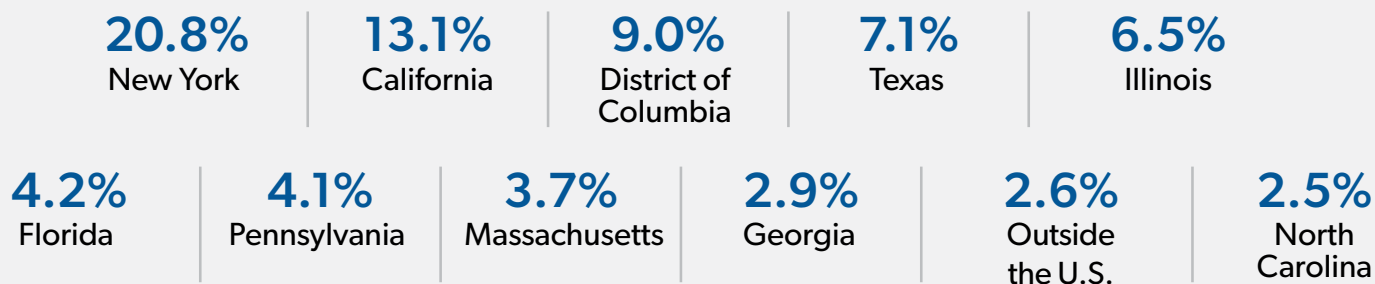 20.8% 13.1% 9.0% 7.1% 6.5%
New York California District of Texas Illinois
Columbia
4.2% 4.1% 3.7% 2.9% 2.6% 2.5%
Florida Pennsylvania Massachusetts Georgia Outside North
the U.S. Carolina